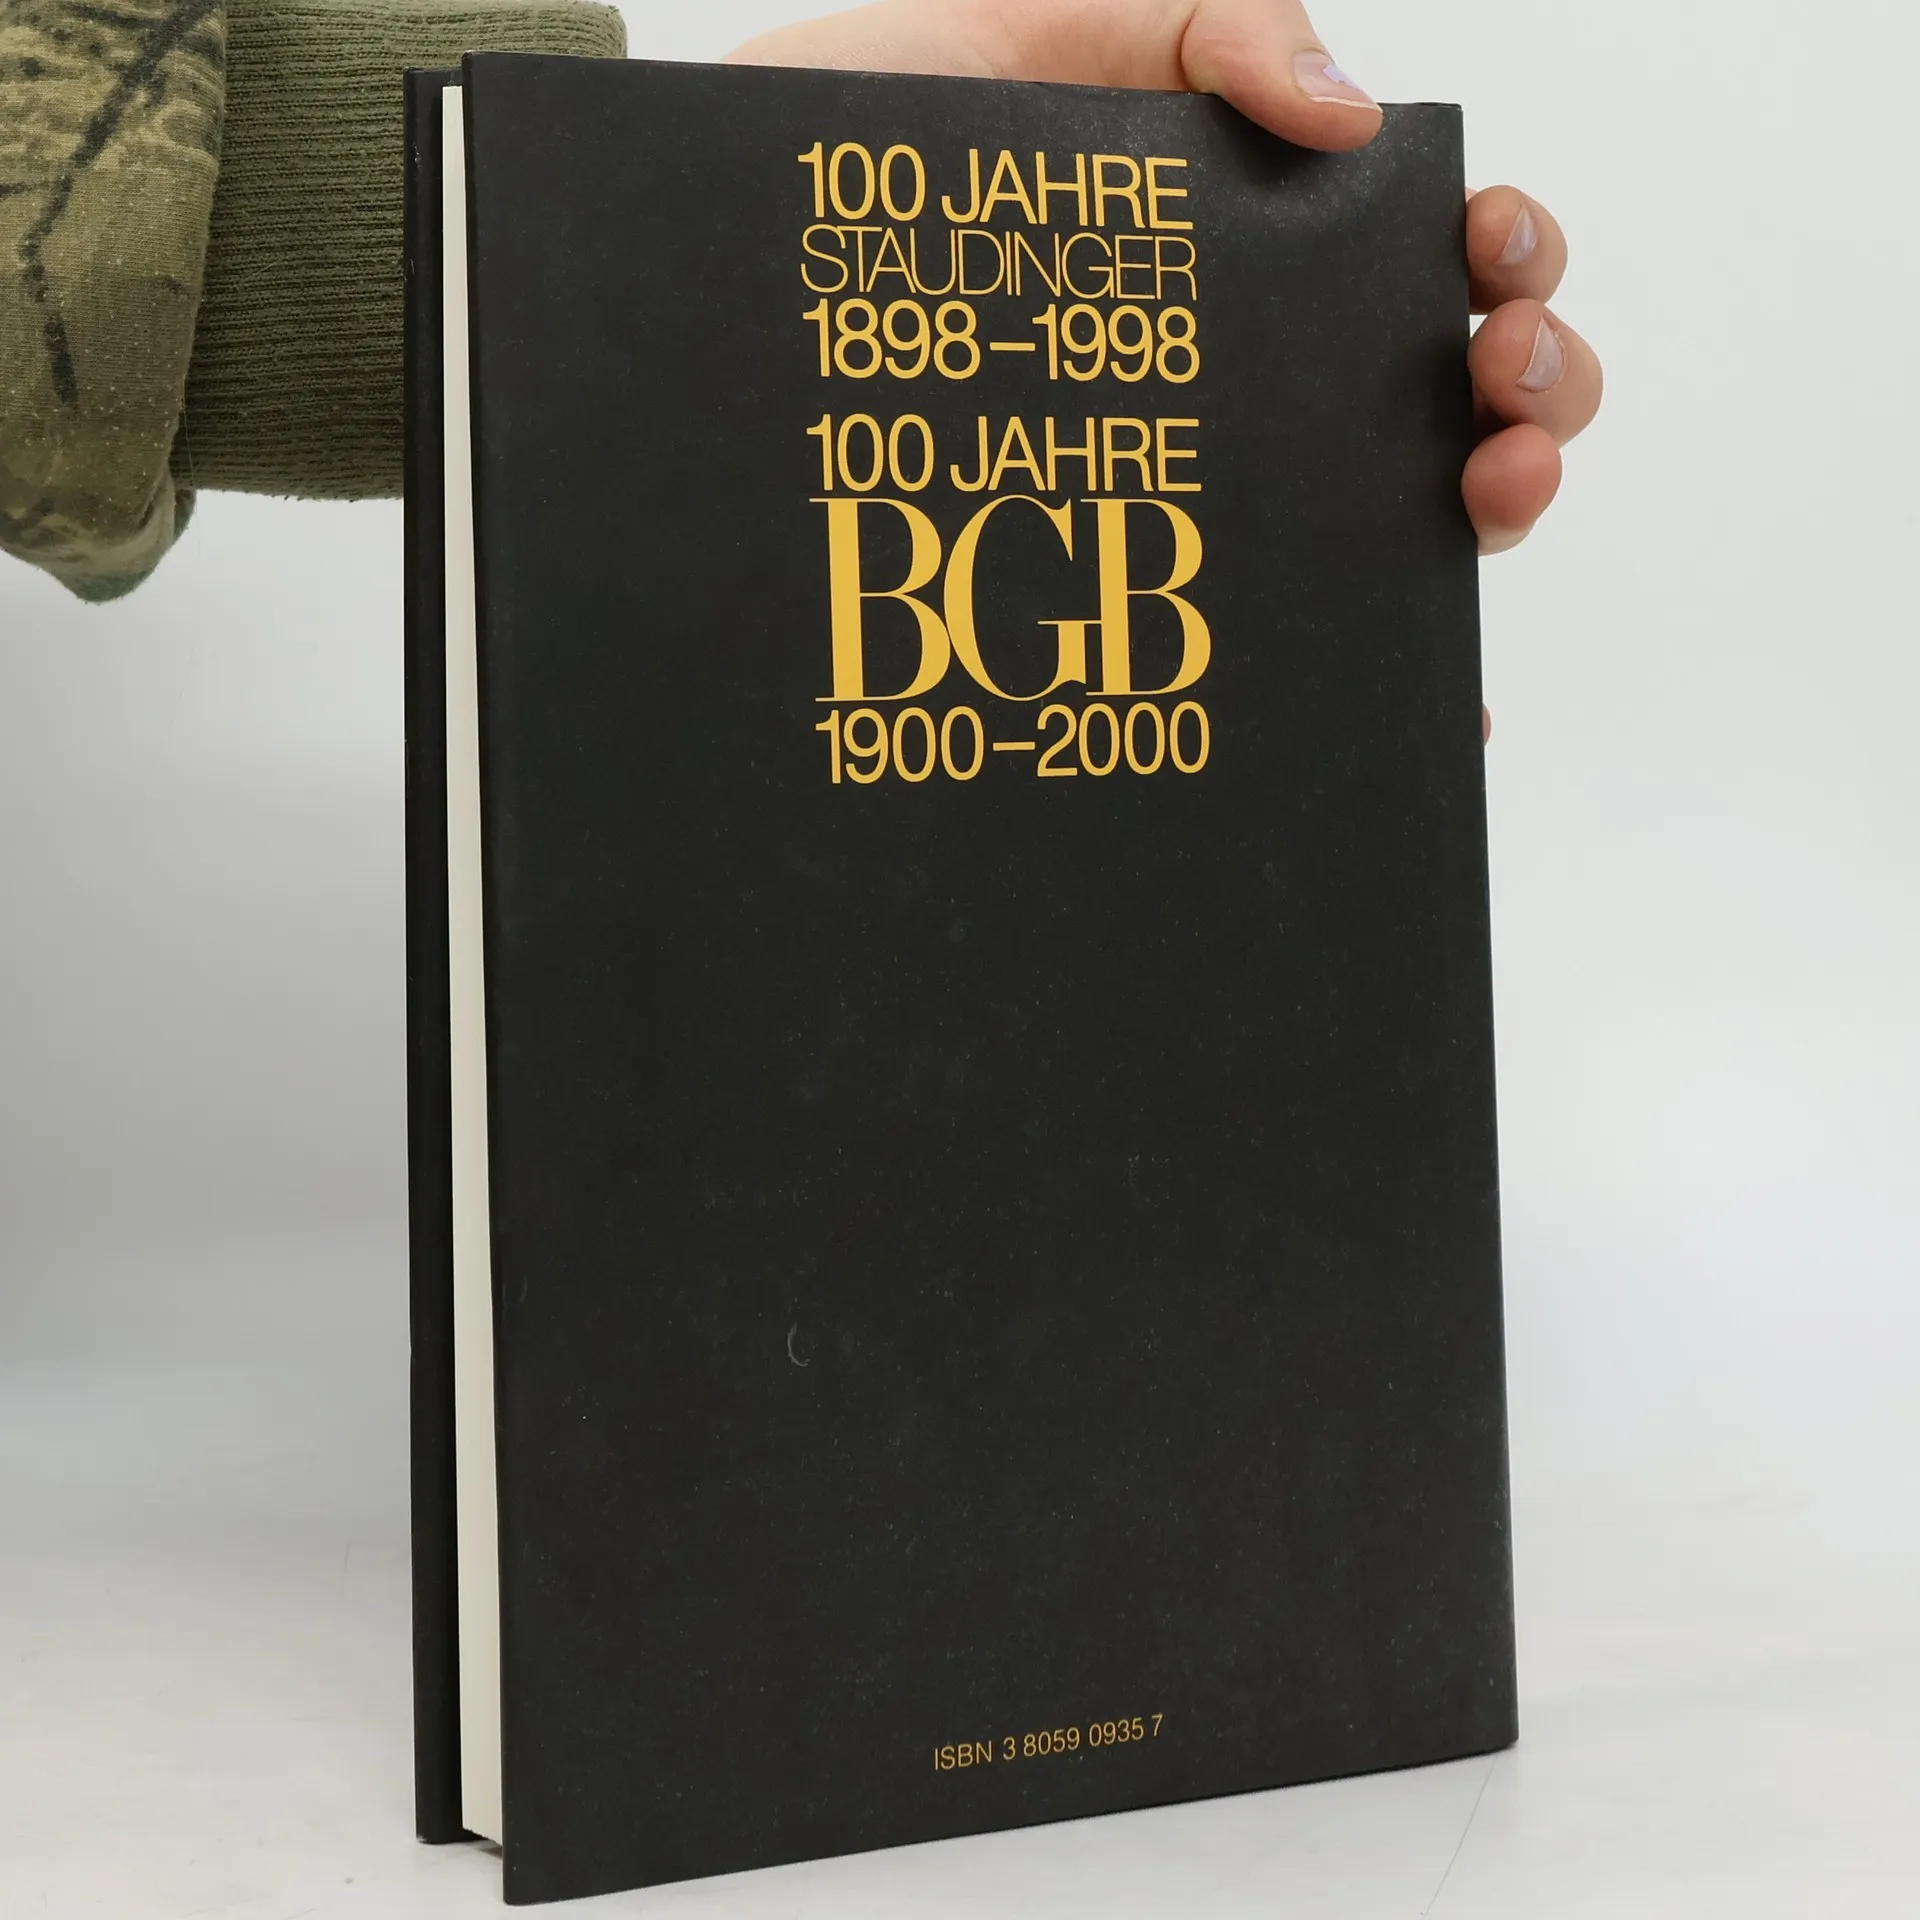 100 JAHRE
STAUDINGER
1898–1998
100 JAHRE
BGB
1900–2000
ISBN 3 8059 0935 7